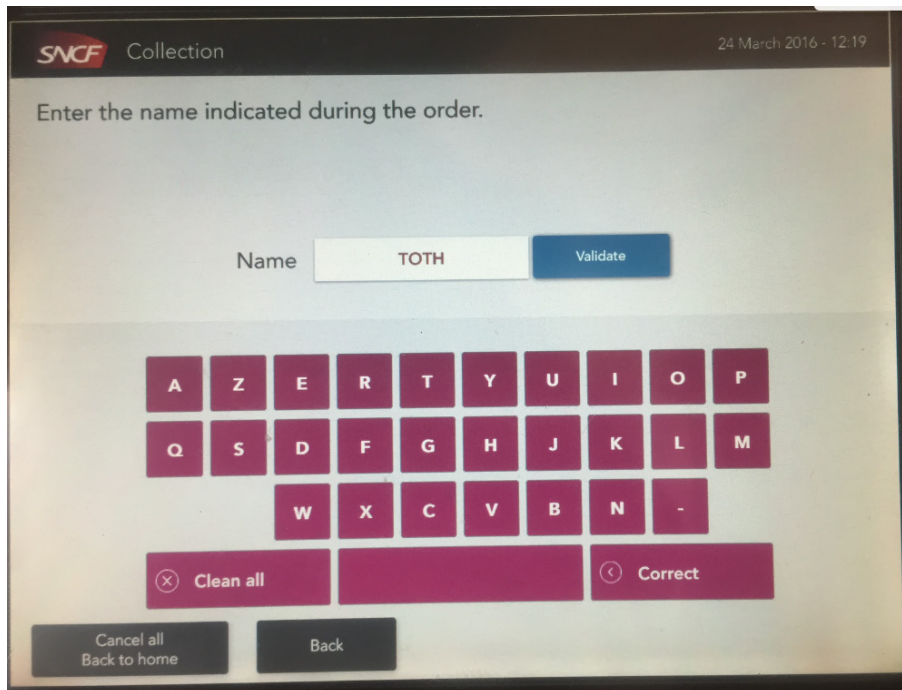 SNCF Collection 24 March 2016 - 12:19
Enter the name indicated during the order.
Name TOTH Validate
A Z E R T Y U I O P
Q S D F G H J K L M
W X C V B N -
Clean all Correct
Cancel all
Back to home
Back